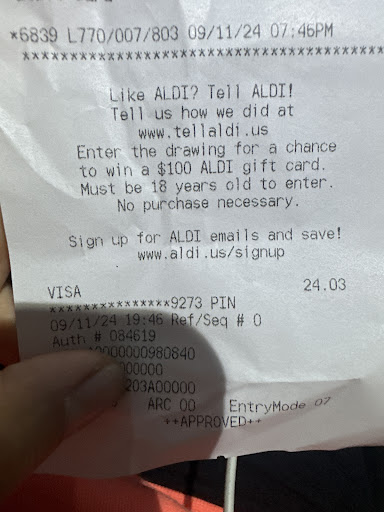 *6839 L770/007/803 09/11/24 07:46PM
****************************************
Like ALDI? Tell ALDI!
Tell us how we did at
www.tellaldi.us
Enter the drawing for a chance
to win a $100 ALDI gift card.
Must be 18 years old to enter.
No purchase necessary.
Sign up for ALDI emails and save!
www.aldi.us/signup
VISA 24.03
***************9273 PIN
09/11/24 19:46 Ref/Seq # 0
Auth # 084619
0000000980840
00000
203A00000
ARC 00 EntryMode 07
++APPROVED++